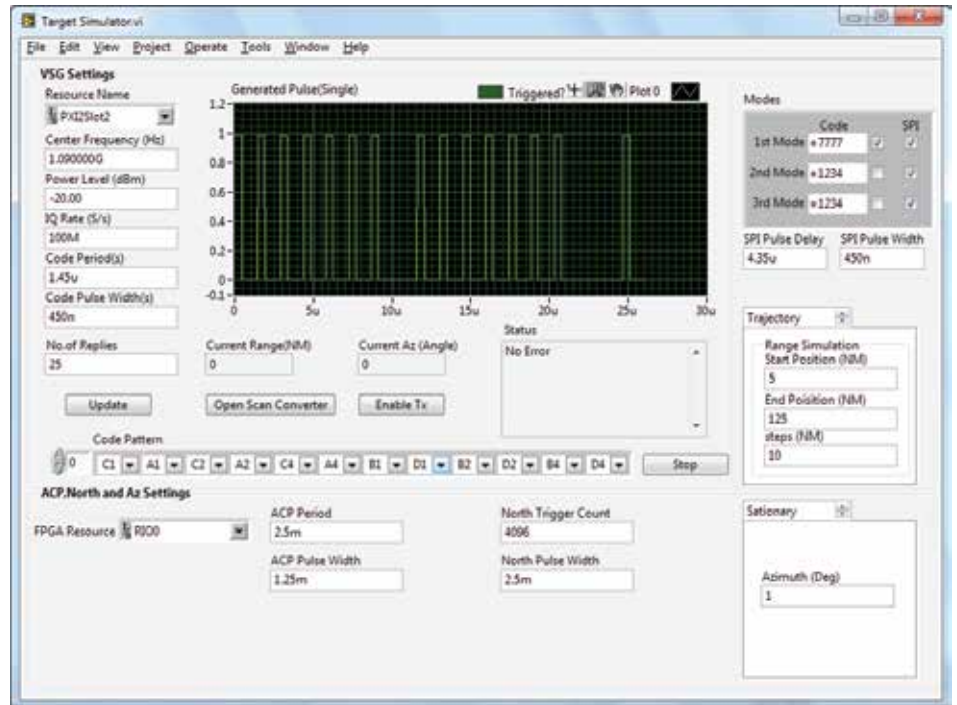 Target Simulator.vi
File Edit View Project Operate Tools Window Help
VSG Settings
Resource Name
PXI2Slot2
Center Frequency (Hz)
1.090000G
Power Level (dBm)
-20.00
IQ Rate (S/s)
100M
Code Period(s)
1.45u
Code Pulse Width(s)
450n
No.of Replies
25
Update
Generated Pulse(Single)
Triggered?
Plot 0
1.2
1
0.8
0.6
0.4
0.2
0
-0.1
0 5u 10u 15u 20u 25u 30u
Current Range(NM)
0
Current Az (Angle)
0
Open Scan Converter
Enable Tx
Status
No Error
Code Pattern
0 C1 A1 C2 A2 C4 A4 B1 D1 B2 D2 B4 D4
Stop
Modes
Code SPI
1st Mode 7777
2nd Mode 1234
3rd Mode 1234
SPI Pulse Delay SPI Pulse Width
4.35u 450n
Trajectory
Range Simulation
Start Position (NM)
5
End Poisition (NM)
125
steps (NM)
10
ACP,North and Az Settings
FPGA Resource RIO0
ACP Period
2.5m
ACP Pulse Width
1.25m
North Trigger Count
4096
North Pulse Width
2.5m
Sationary
Azimuth (Deg)
1